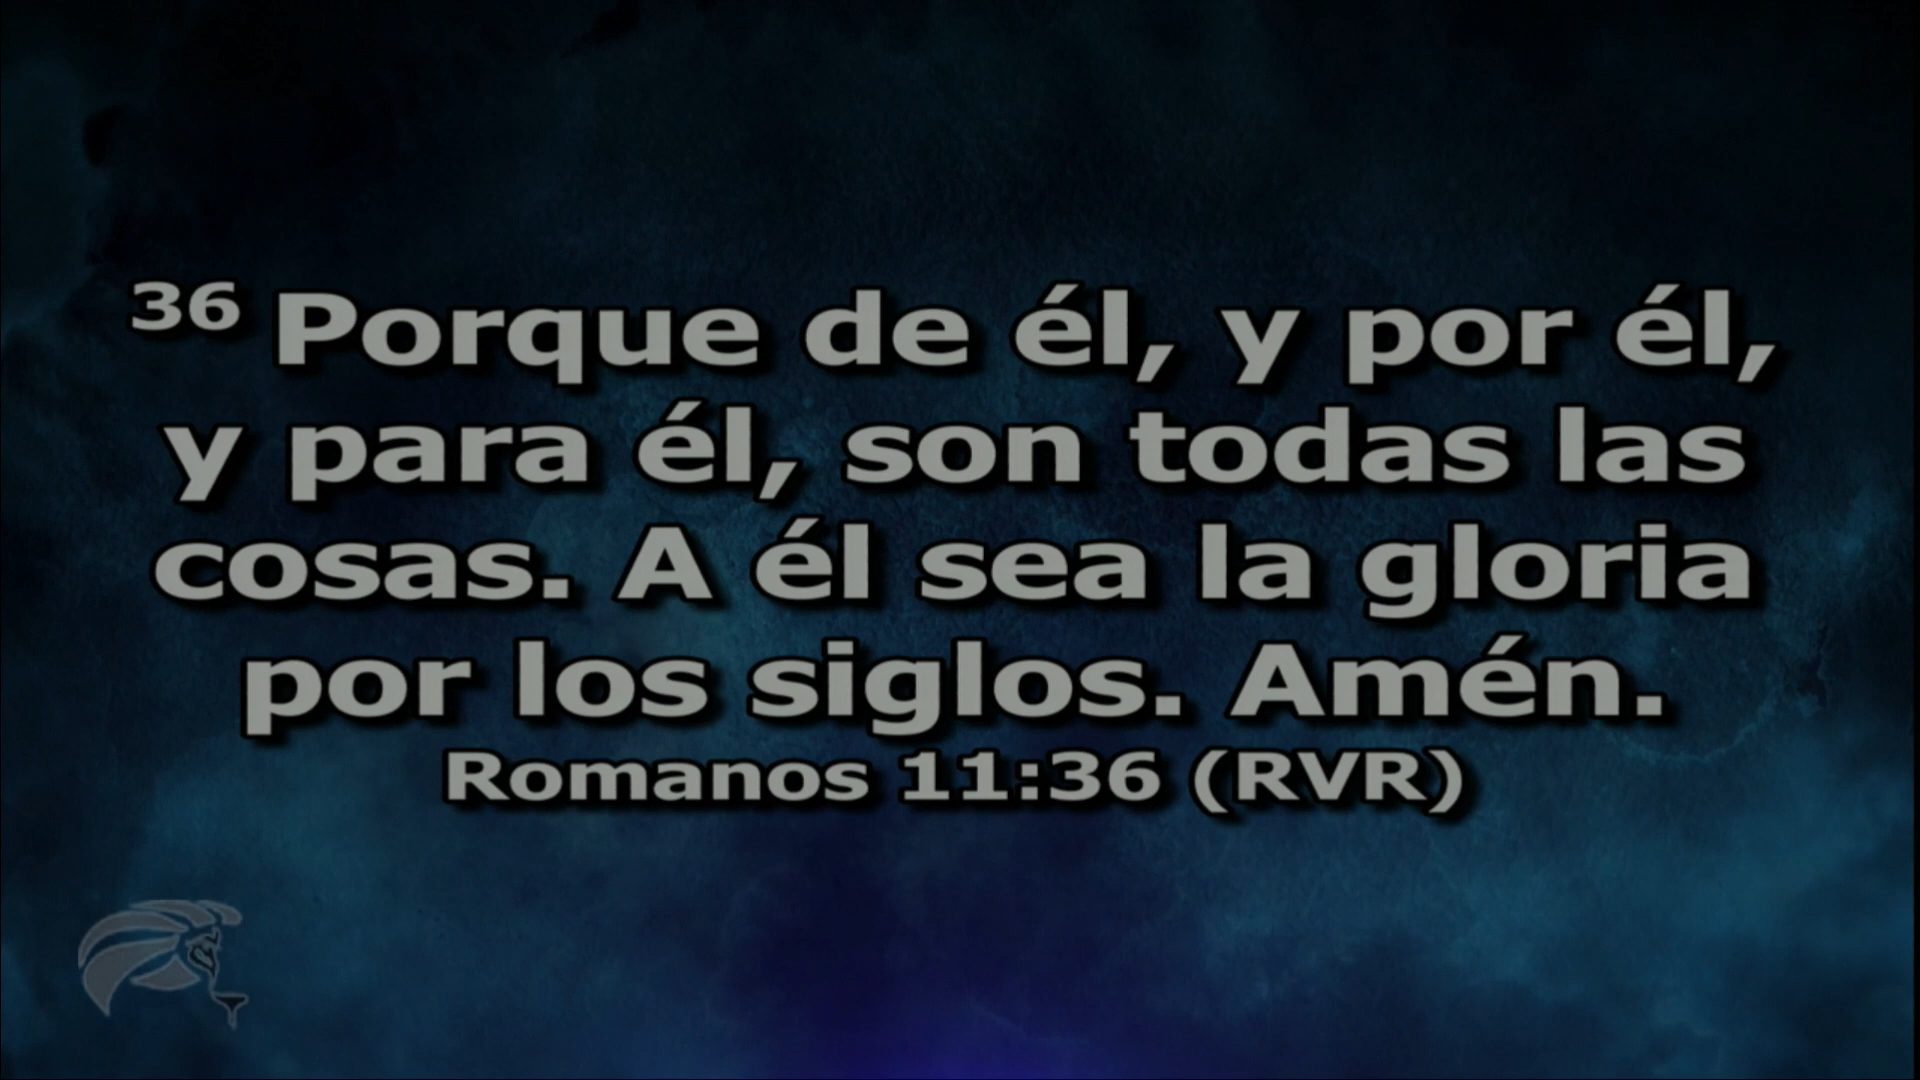 36 Porque de él, y por él,
y para él, son todas las
cosas. A él sea la gloria
por los siglos. Amén.
Romanos 11:36 (RVR)